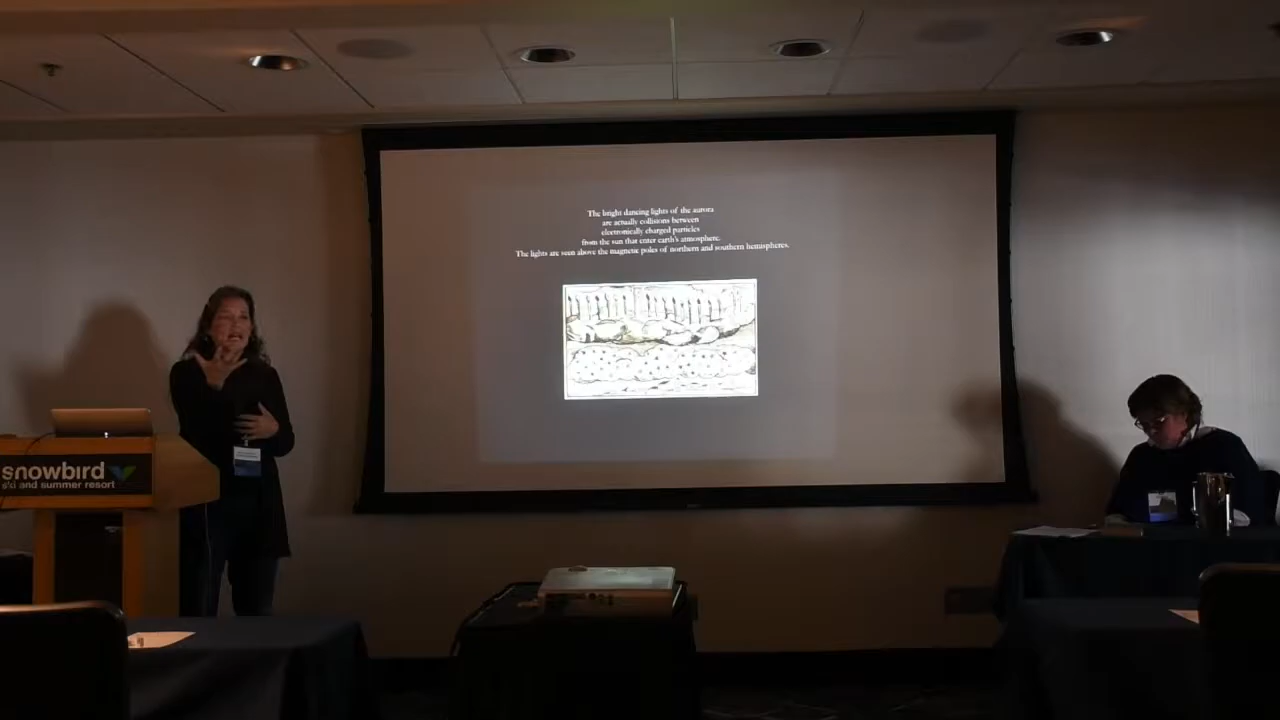 The bright dancing lights of the aurora
are actually collisions between
electronically charged particles
from the sun that enter earth's atmosphere.
The lights are seen above the magnetic poles of northern and southern hemispheres.
snowbird
ski and summer resort